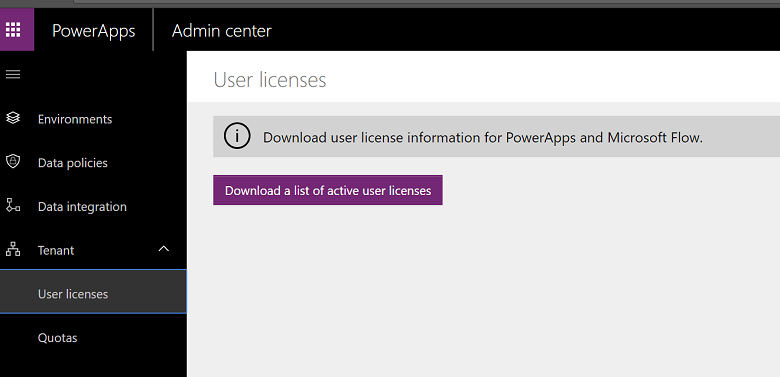 PowerApps
Admin center
Environments
Data policies
Data integration
Tenant
User licenses
Quotas
User licenses
Download user license information for PowerApps and Microsoft Flow.
Download a list of active user licenses